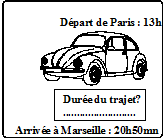 Départ de Paris : 13h
Durée du trajet?
............................
Arrivée à Marseille : 20h50mn